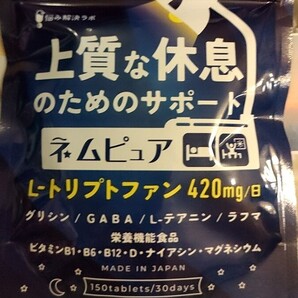 悩み解決ラボ
上質な休息
のためのサポート
ネムピュア
L-トリプトファン 420mg/日
グリシン / GABA / L-テアニン / ラフマ
栄養機能食品
ビタミンB1・B6・B12・D・ナイアシン・マグネシウム
MADE IN JAPAN
150tablets/30days